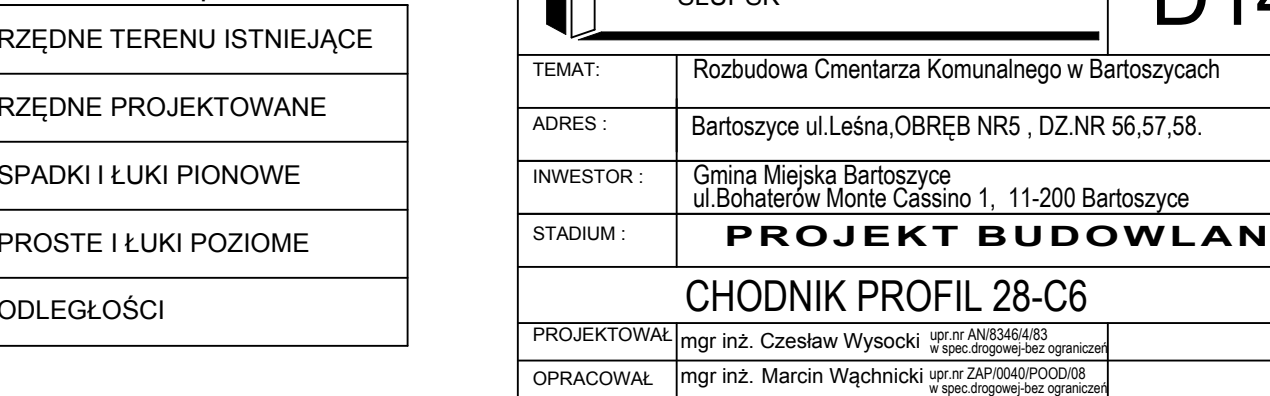 RZĘDNE TERENU ISTNIEJĄCE
RZĘDNE PROJEKTOWANE
SPADKI I ŁUKI PIONOWE
PROSTE I ŁUKI POZIOME
ODLEGŁOŚCI
TEMAT: Rozbudowa Cmentarza Komunalnego w Bartoszycach
ADRES : Bartoszyce ul.Leśna,OBRĘB NR5 , DZ.NR 56,57,58.
INWESTOR : Gmina Miejska Bartoszyce
ul.Bohaterów Monte Cassino 1, 11-200 Bartoszyce
STADIUM : PROJEKT BUDOWLAN
CHODNIK PROFIL 28-C6
PROJEKTOWAŁ mgr inż. Czesław Wysocki upr.nr AN/8346/4/83
w spec.drogowej-bez ograniczeń
OPRACOWAŁ mgr inż. Marcin Wąchnicki upr.nr ZAP/0040/POOD/08
w spec.drogowej-bez ograniczeń